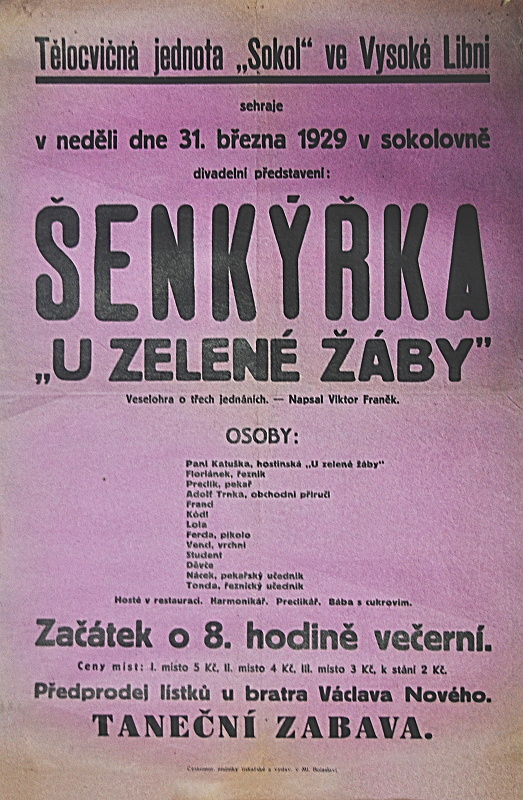 Tělocvičná jednota „Sokol“ ve Vysoké Libni
sehraje
v neděli dne 31. března 1929 v sokolovně
divadelní představení:
ŠENKÝŘKA
„U ZELENÉ ŽÁBY”
Veselohra o třech jednáních. — Napsal Viktor Franěk.
OSOBY:
Paní Katuška, hostinská „U zelené žáby“
Floriánek, řezník
Preclík, pekař
Adolf Trnka, obchodní příručí
Francl
Kódl
Lola
Ferda, pikolo
Vencl, vrchní
Student
Děvče
Nácek, pekařský učedník
Tonda, řeznický učedník
Hosté v restauraci. Harmonikář. Preclikář. Bába s cukrovím.
Začátek o 8. hodině večerní.
Ceny míst: I. místo 5 Kč, II. místo 4 Kč, III. místo 3 Kč, k stání 2 Kč.
Předprodej lístků u bratra Václava Nového.
TANEČNÍ ZABAVA.